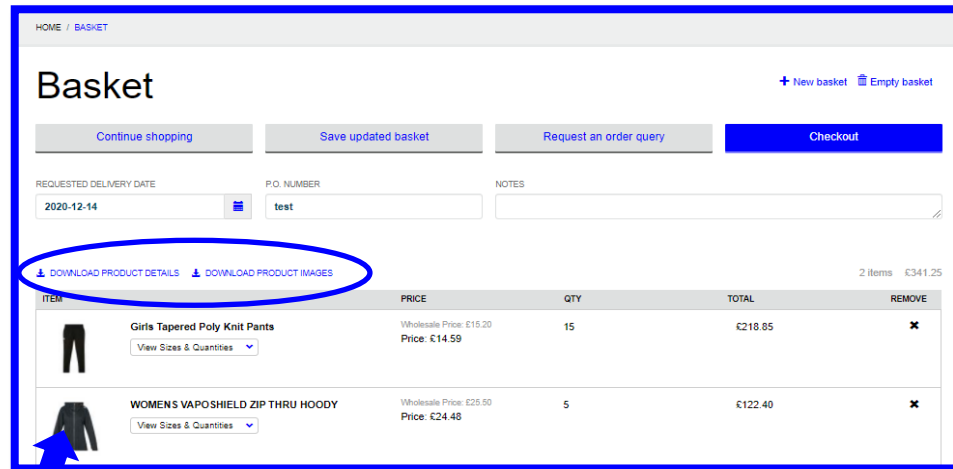 HOME / BASKET
Basket
New basket Empty basket
Continue shopping Save updated basket Request an order query Checkout
REQUESTED DELIVERY DATE P.O. NUMBER NOTES
2020-12-14 test
DOWNLOAD PRODUCT DETAILS DOWNLOAD PRODUCT IMAGES 2 items £341.25
ITEM PRICE QTY TOTAL REMOVE
Girls Tapered Poly Knit Pants Wholesale Price: £15.20 15 £218.85
View Sizes & Quantities Price: £14.59
WOMENS VAPOSHIELD ZIP THRU HOODY Wholesale Price: £25.50 5 £122.40
View Sizes & Quantities Price: £24.48